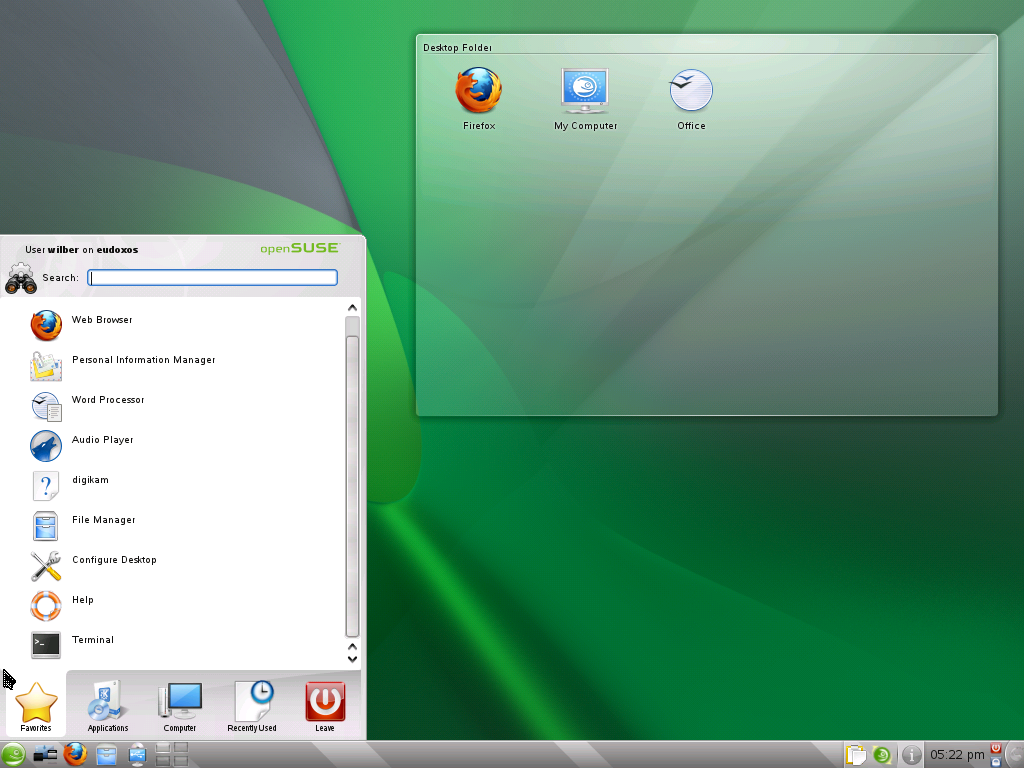 Desktop Folder
Firefox
My Computer
Office
User wilber on eudoxos
openSUSE
Search:
Web Browser
Personal Information Manager
Word Processor
Audio Player
digikam
File Manager
Configure Desktop
Help
Terminal
Favorites
Applications
Computer
Recently Used
Leave
05:22 pm